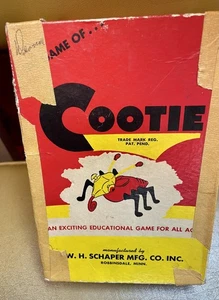 AME OF...
COOTIE
TRADE MARK REG.
PAT. PEND.
AN EXCITING EDUCATIONAL GAME FOR ALL AG
manufactured by
W. H. SCHAPER MFG. CO. INC.
ROBBINSDALE, MINN.